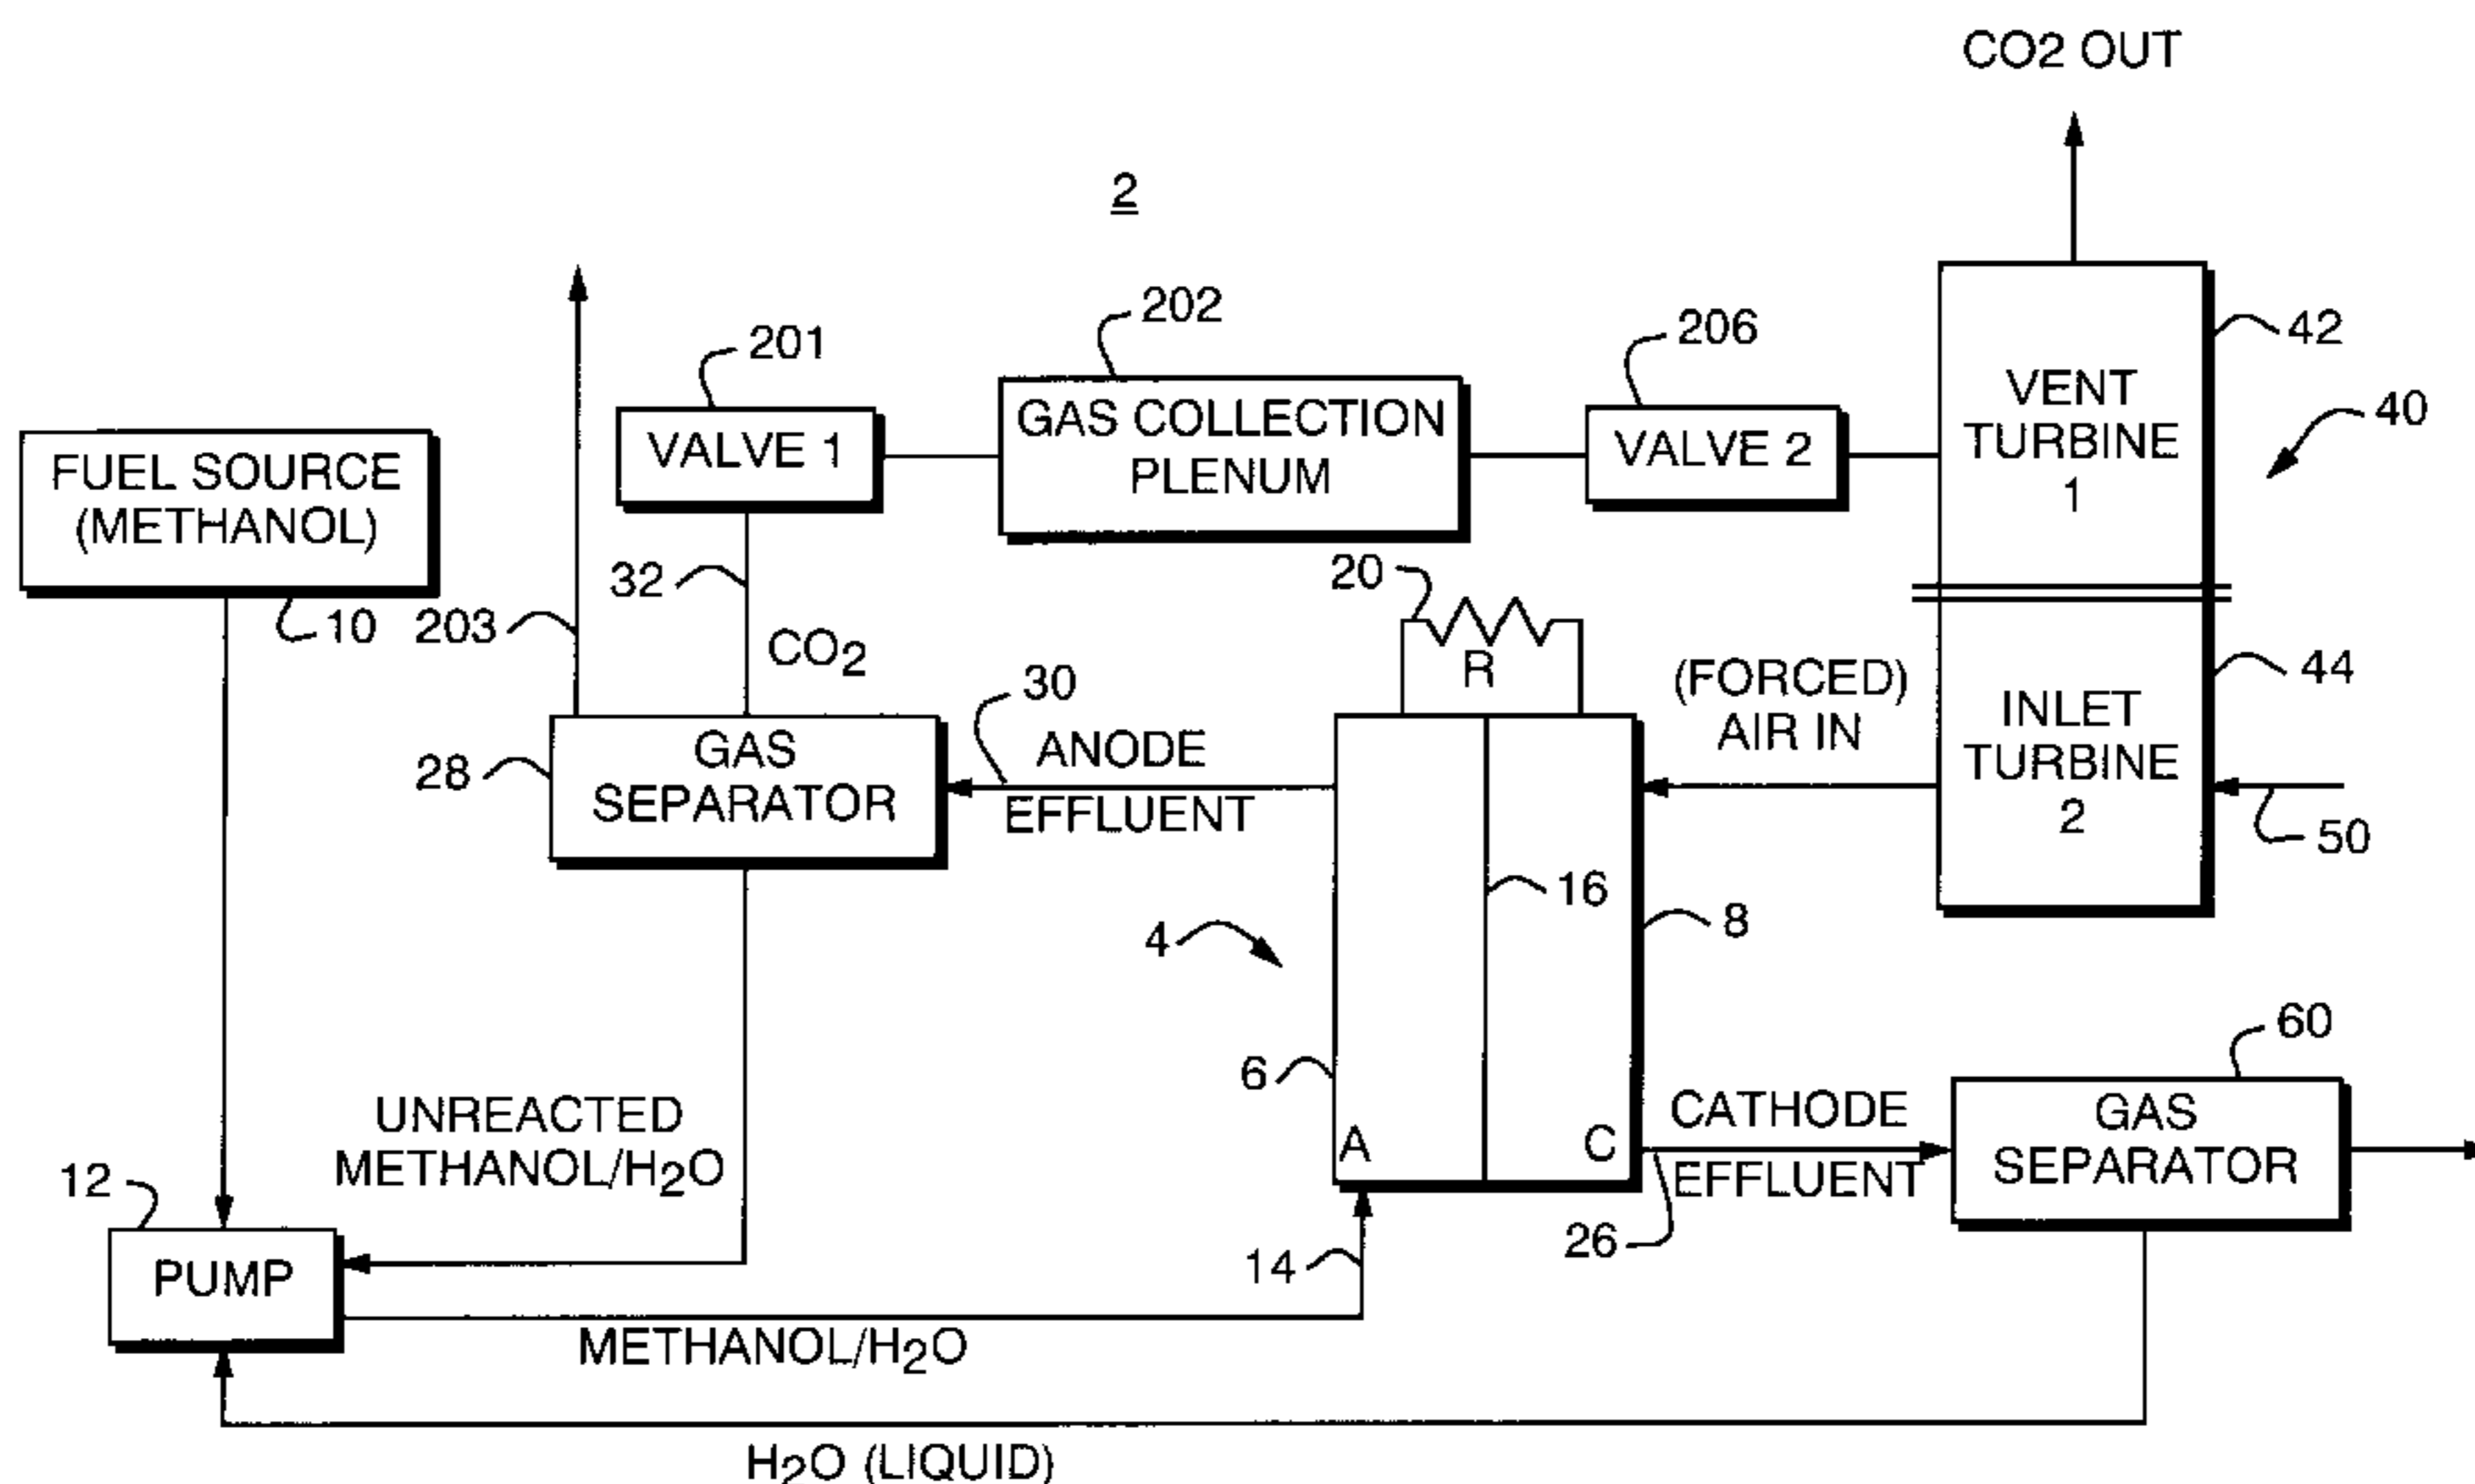 CO2 OUT
2
201
202
206
42
40
VENT
TURBINE
1
VALVE 1
GAS COLLECTION
PLENUM
VALVE 2
FUEL SOURCE
(METHANOL)
10
203
32
CO₂
20
R
30
ANODE
EFFLUENT
(FORCED)
AIR IN
44
INLET
TURBINE
2
50
28
GAS
SEPARATOR
16
4
8
6
A
C
CATHODE
EFFLUENT
26
60
GAS
SEPARATOR
UNREACTED
METHANOL/H₂O
12
PUMP
14
METHANOL/H₂O
H₂O (LIQUID)